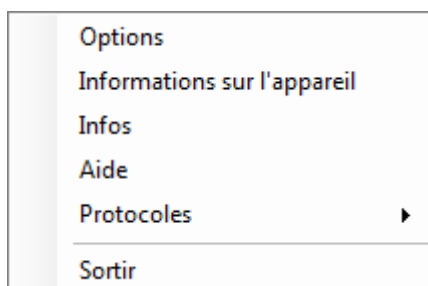 Options
Informations sur l'appareil
Infos
Aide
Protocoles
Sortir